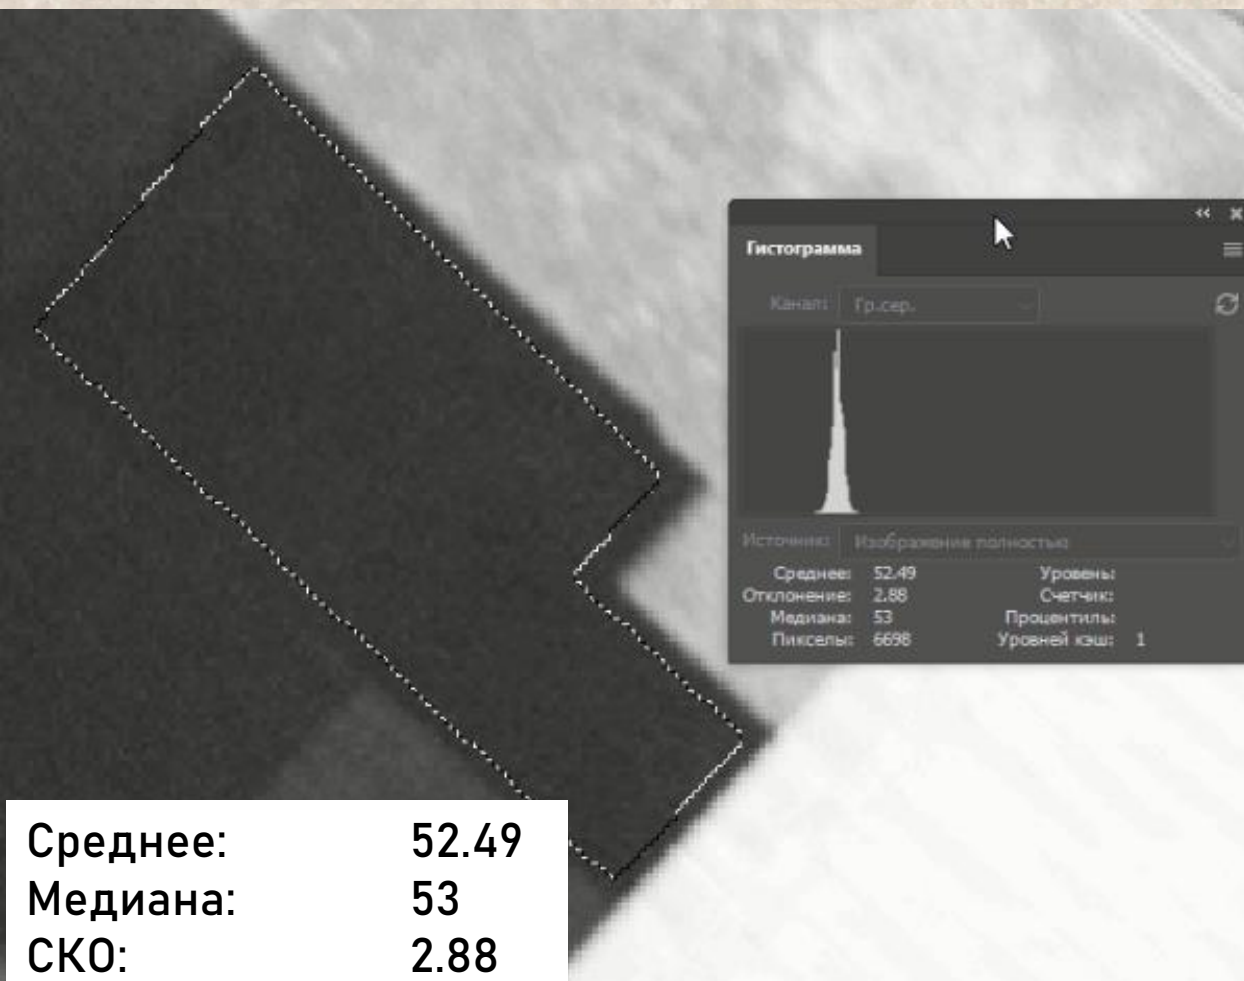 Гистограмма
Канал: Гр.сер.
Источник: Изображение полностью
Среднее: 52.49 Уровень:
Отклонение: 2.88 Счетчик:
Медиана: 53 Процентиль:
Пикселы: 6698 Уровней кэш: 1
Среднее: 52.49
Медиана: 53
СКО: 2.88